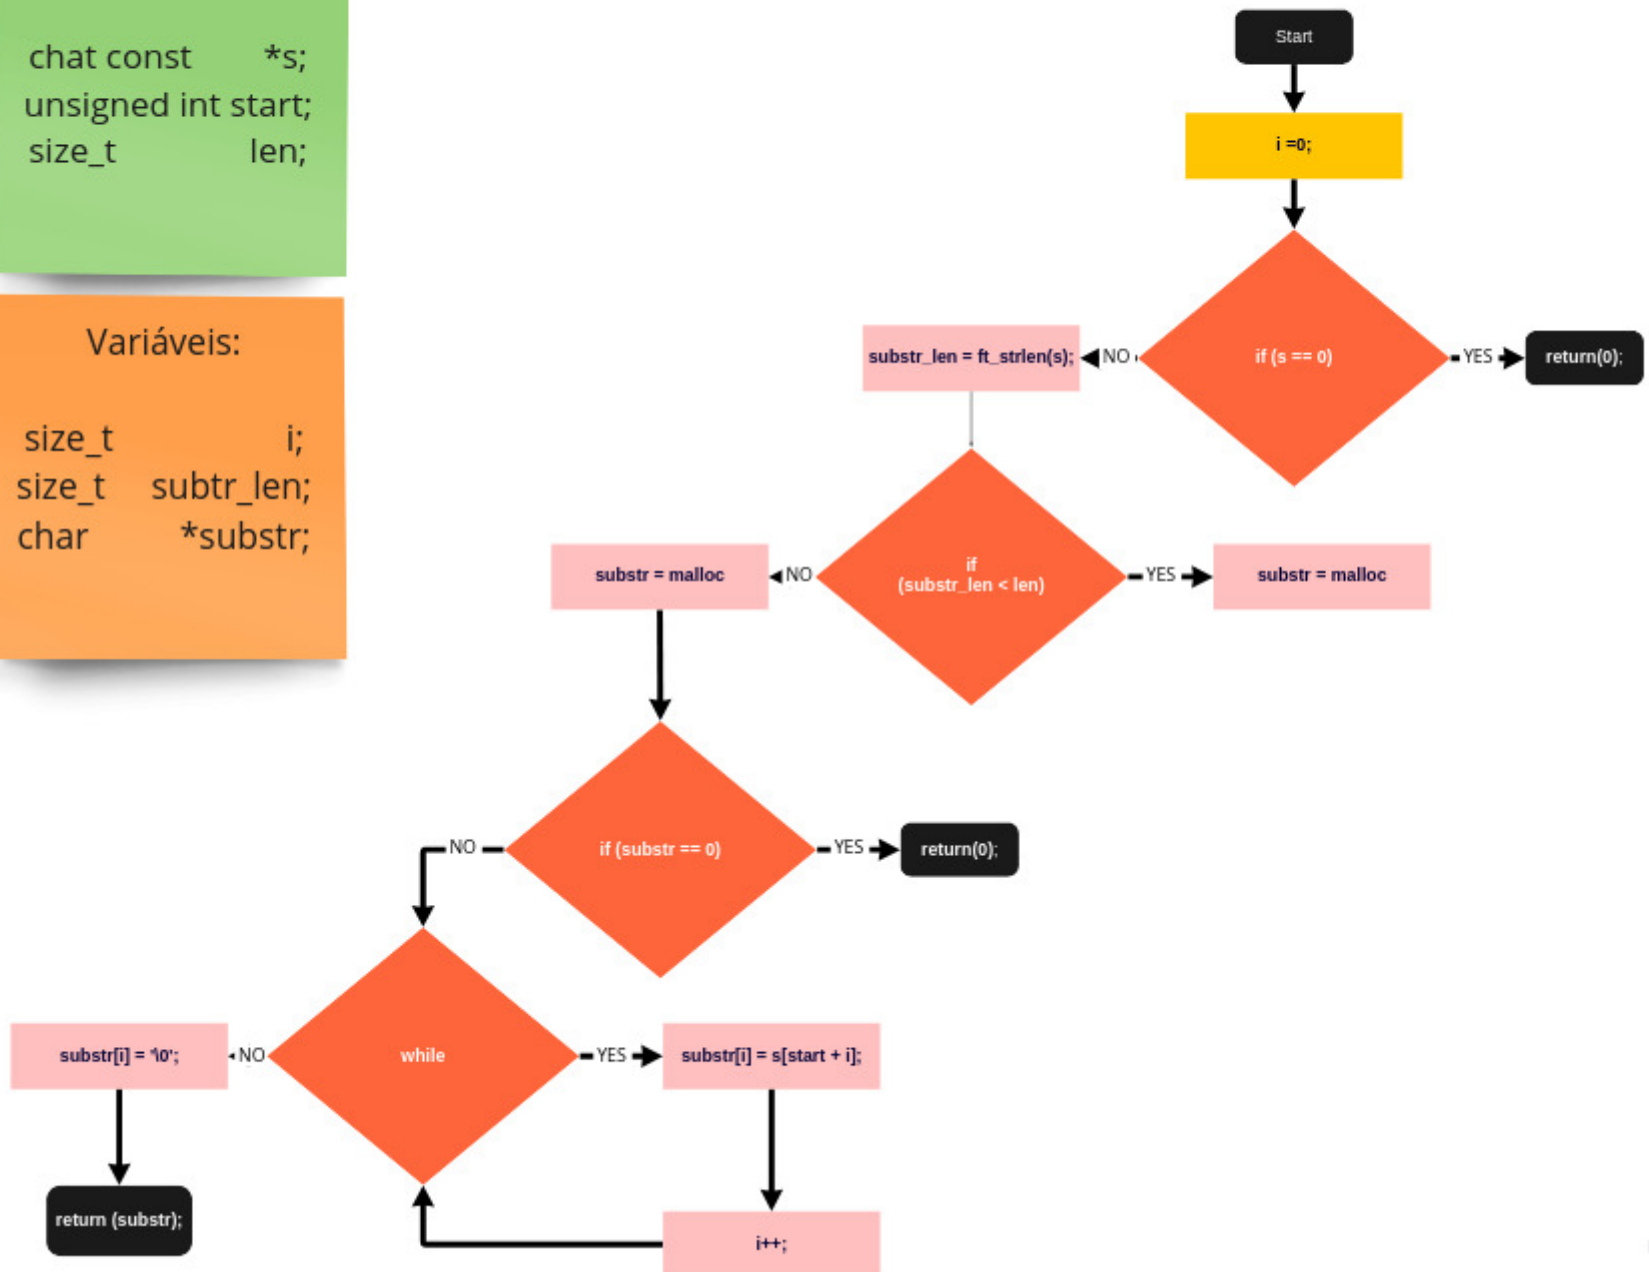 chat const *s;
unsigned int start;
size_t len;
Variáveis:
size_t i;
size_t subtr_len;
char *substr;
Start
i =0;
if (s == 0)
YES
return(0);
NO
substr_len = ft_strlen(s);
if
(substr_len < len)
YES
substr = malloc
NO
substr = malloc
if (substr == 0)
YES
return(0);
NO
while
YES
substr[i] = s[start + i];
i++;
NO
substr[i] = '\0';
return (substr);